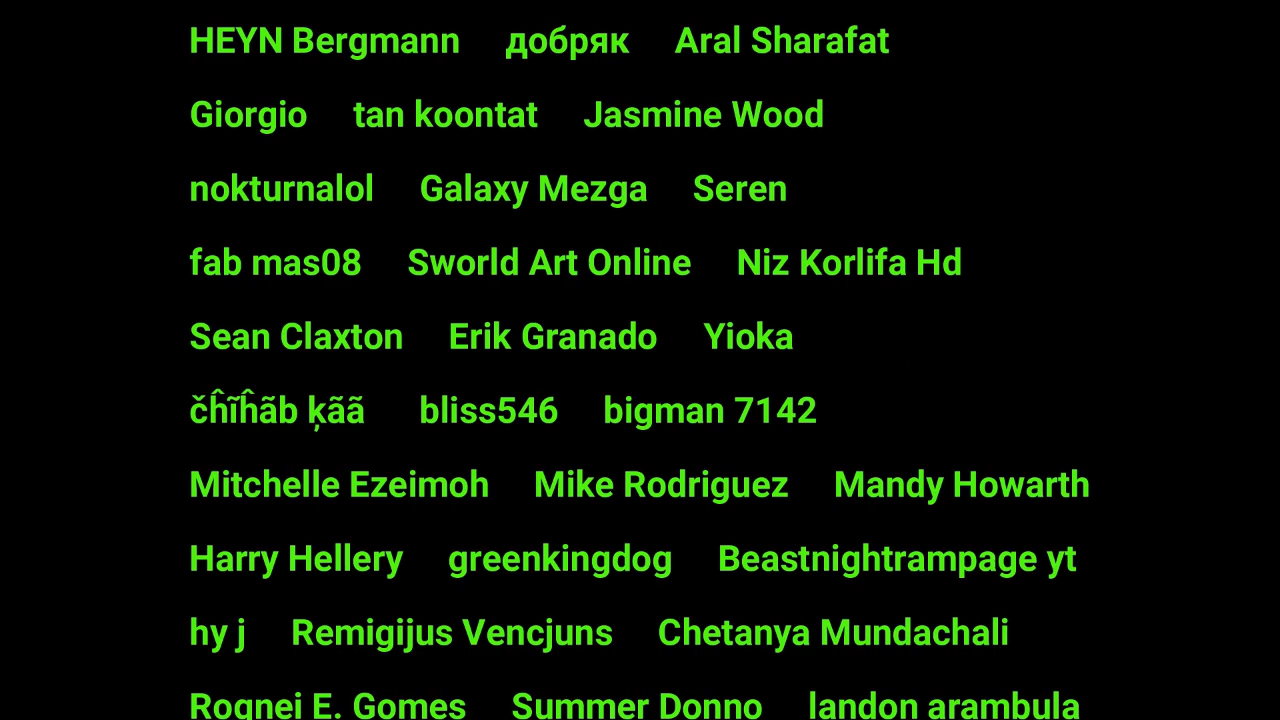 HEYN Bergmann добряк Aral Sharafat
Giorgio tan koontat Jasmine Wood
nokturnalol Galaxy Mezga Seren
fab mas08 Sworld Art Online Niz Korlifa Hd
Sean Claxton Erik Granado Yioka
čĥĩĥãb ķãã bliss546 bigman 7142
Mitchelle Ezeimoh Mike Rodriguez Mandy Howarth
Harry Hellery greenkingdog Beastnightrampage yt
hy j Remigijus Vencjuns Chetanya Mundachali
Rognei E. Gomes Summer Donno landon arambula